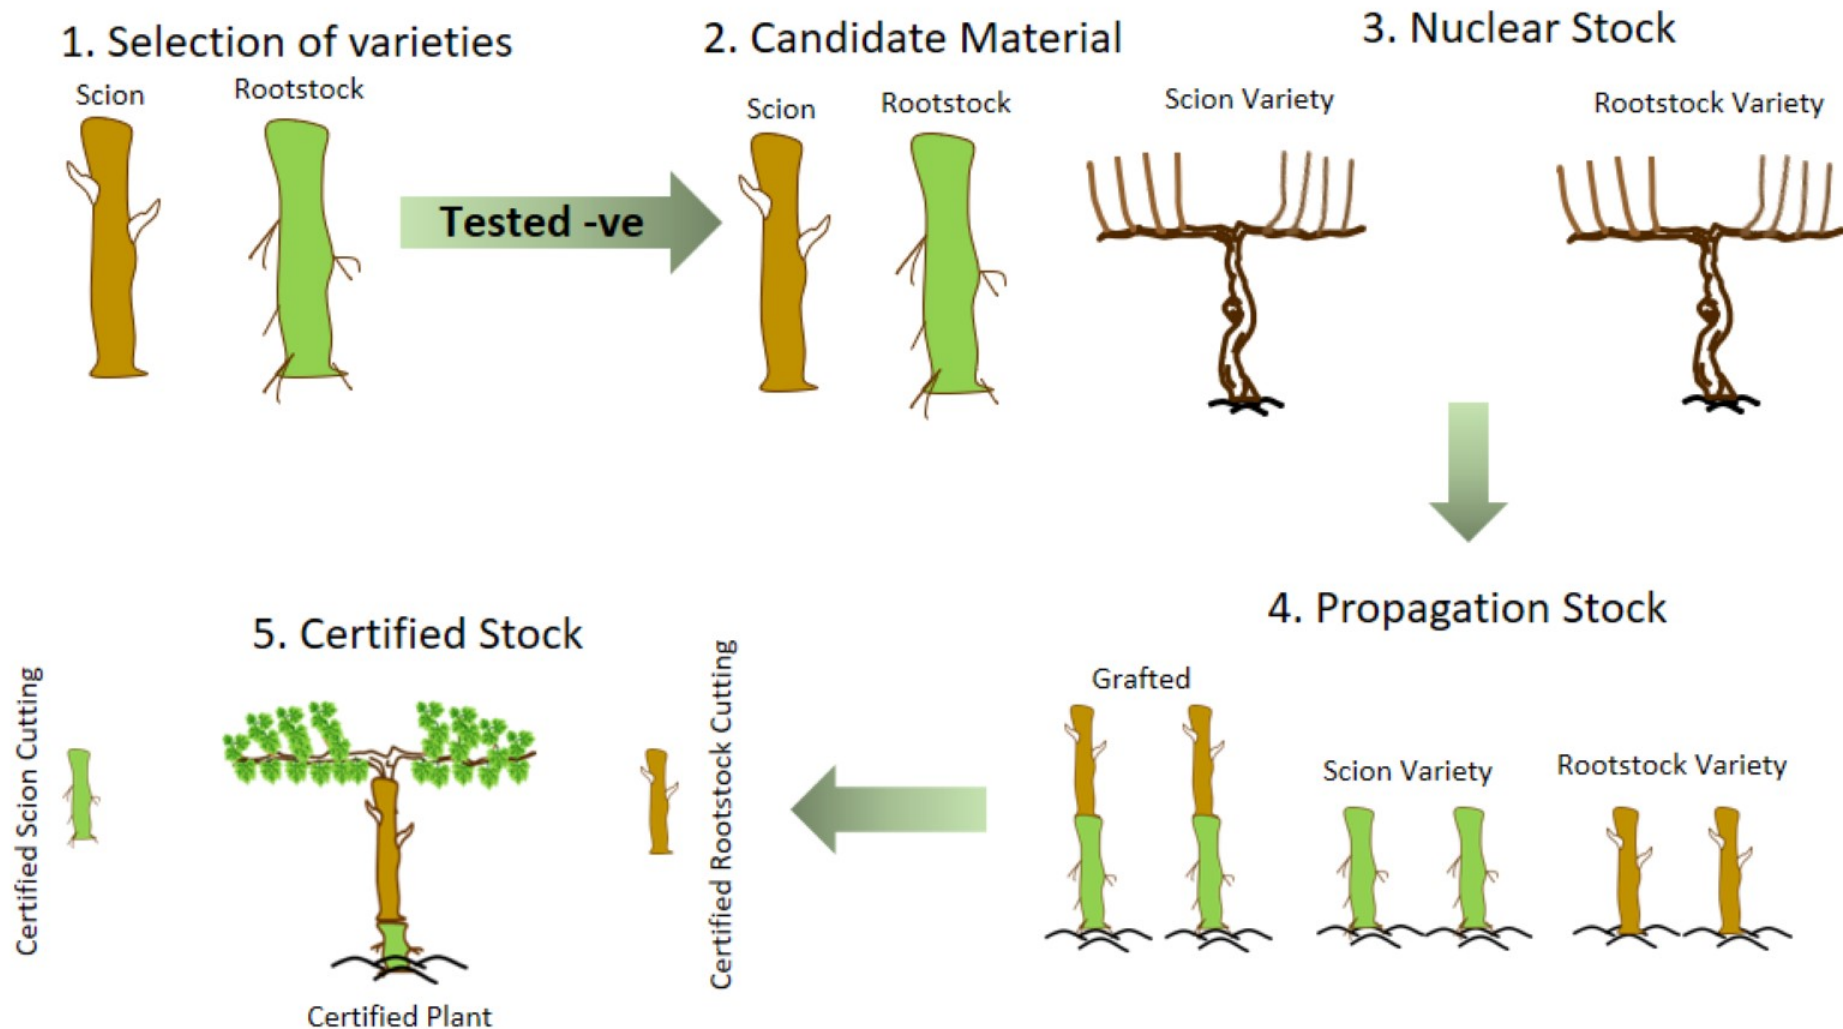 1. Selection of varieties
Scion
Rootstock
Tested -ve
2. Candidate Material
Scion
Rootstock
3. Nuclear Stock
Scion Variety
Rootstock Variety
4. Propagation Stock
Grafted
Scion Variety
Rootstock Variety
5. Certified Stock
Certified Scion Cutting
Certified Rootstock Cutting
Certified Plant